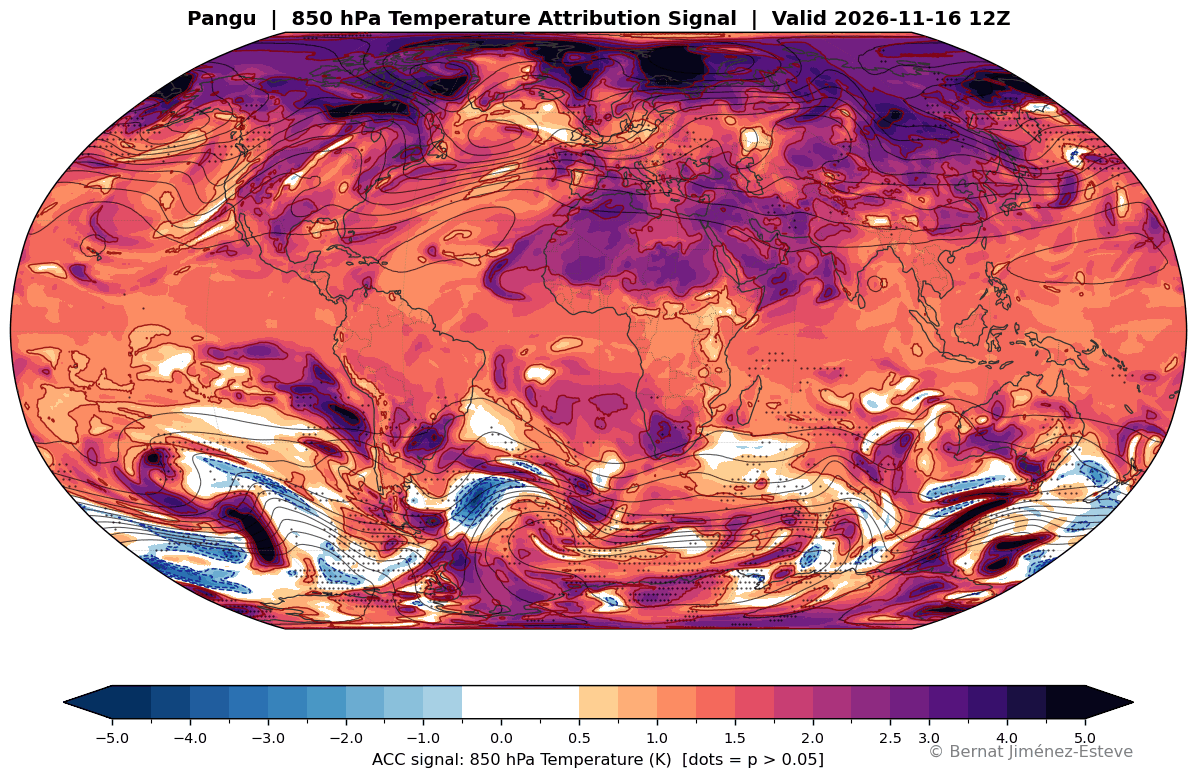 Pangu | 850 hPa Temperature Attribution Signal | Valid 2026-11-16 12Z
−5.0 −4.0 −3.0 −2.0 −1.0 0.0 0.5 1.0 1.5 2.0 2.5 3.0 4.0 5.0
ACC signal: 850 hPa Temperature (K) [dots = p > 0.05]
© Bernat Jiménez-Esteve